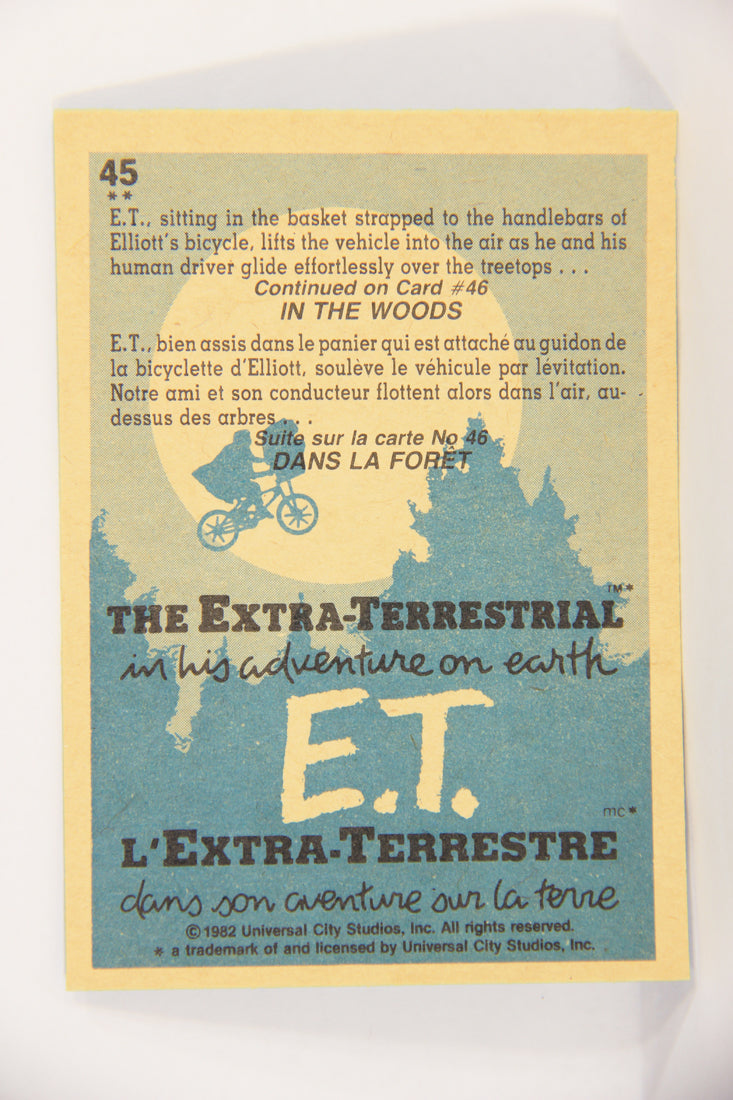 45
**
E.T., sitting in the basket strapped to the handlebars of
Elliott's bicycle, lifts the vehicle into the air as he and his
human driver glide effortlessly over the treetops . . .
Continued on Card #46
IN THE WOODS
E.T., bien assis dans le panier qui est attaché au guidon de
la bicyclette d'Elliott, soulève le véhicule par lévitation.
Notre ami et son conducteur flottent alors dans l'air, au-
dessus des arbres . . .
Suite sur la carte No 46
DANS LA FORÊT
THE EXTRA-TERRESTRIAL TM*
in his adventure on earth
E.T.
mc*
L'EXTRA-TERRESTRE
dans son aventure sur la terre
©1982 Universal City Studios, Inc. All rights reserved.
* a trademark of and licensed by Universal City Studios, Inc.